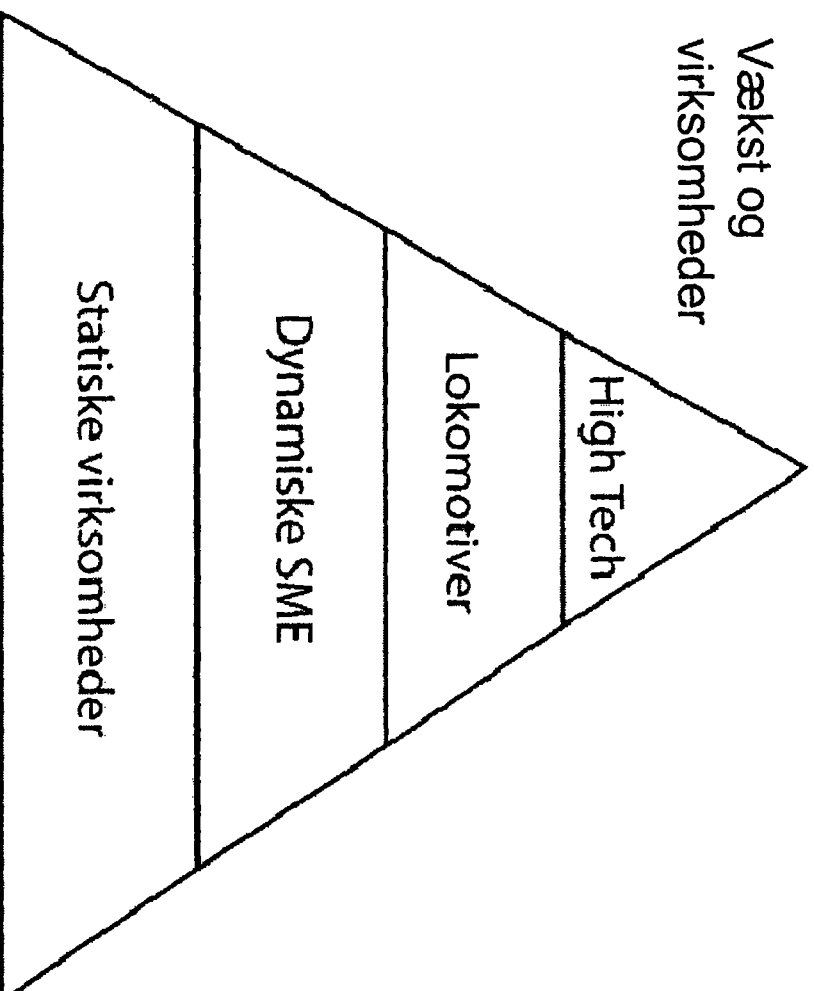 Vækst og
virksomheder
High Tech
Lokomotiver
Dynamiske SME
Statiske virksomheder